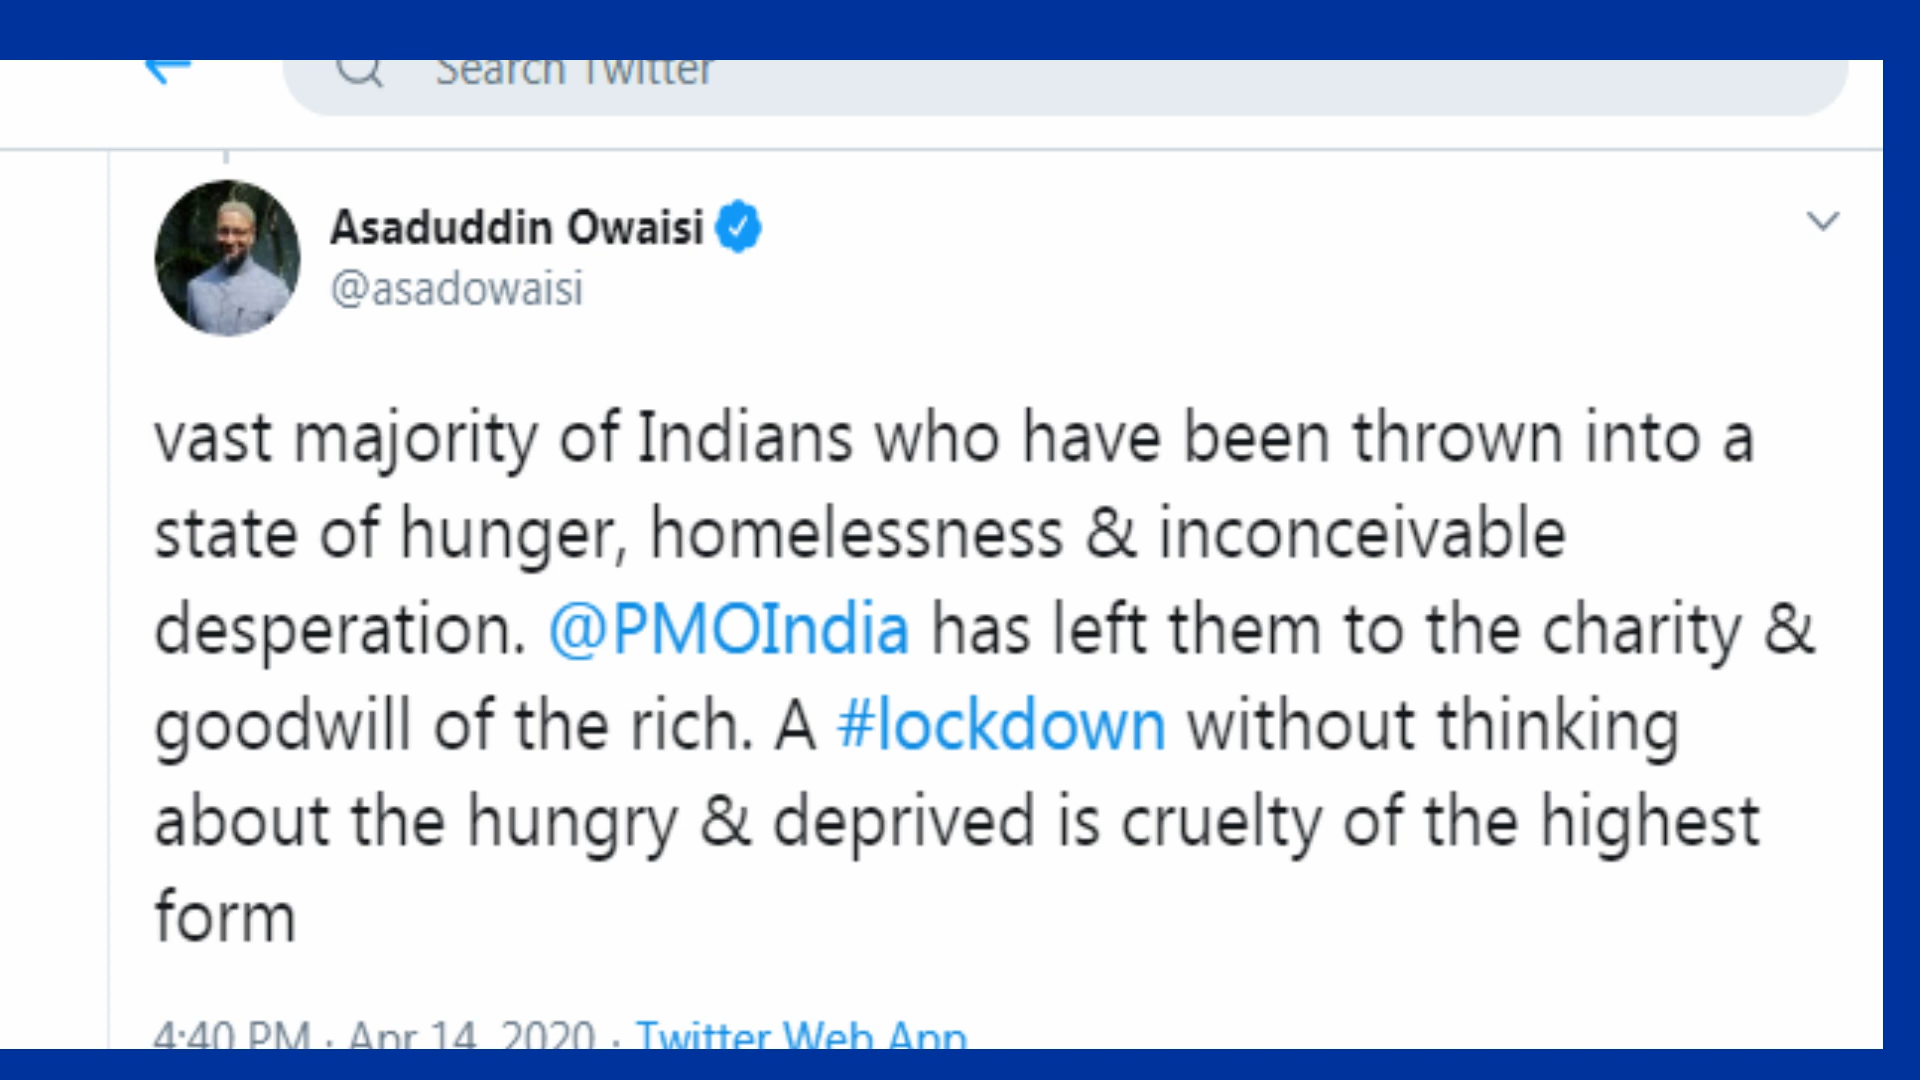 Search Twitter
Asaduddin Owaisi
@asadowaisi
vast majority of Indians who have been thrown into a
state of hunger, homelessness & inconceivable
desperation. @PMOIndia has left them to the charity &
goodwill of the rich. A #lockdown without thinking
about the hungry & deprived is cruelty of the highest
form
4:40 PM · Apr 14, 2020 · Twitter Web App